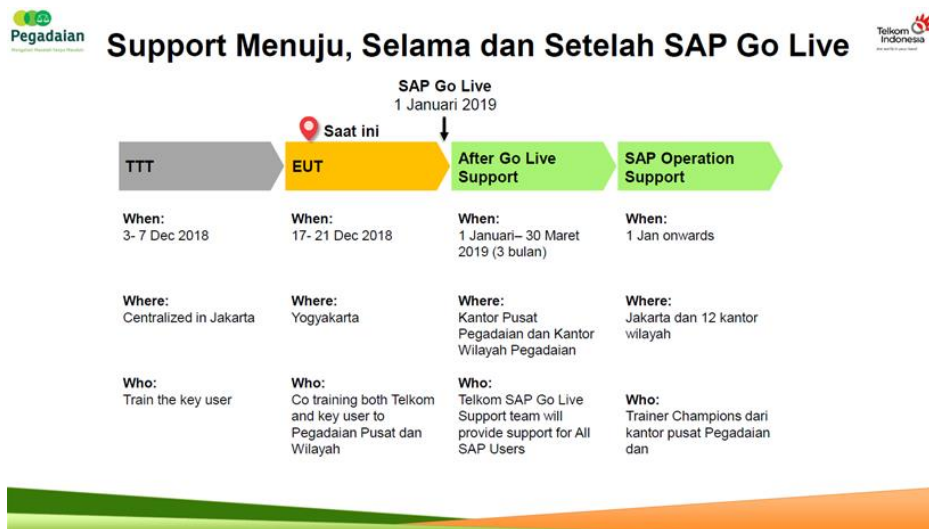 Pegadaian
Support Menuju, Selama dan Setelah SAP Go Live
Telkom
Indonesia
SAP Go Live
1 Januari 2019
Saat ini
TTT
EUT
After Go Live
Support
SAP Operation
Support
When:
3- 7 Dec 2018
When:
17- 21 Dec 2018
When:
1 Januari– 30 Maret
2019 (3 bulan)
When:
1 Jan onwards
Where:
Centralized in Jakarta
Where:
Yogyakarta
Where:
Kantor Pusat
Pegadaian dan Kantor
Wilayah Pegadaian
Where:
Jakarta dan 12 kantor
wilayah
Who:
Train the key user
Who:
Co training both Telkom
and key user to
Pegadaian Pusat dan
Wilayah
Who:
Telkom SAP Go Live
Support team will
provide support for All
SAP Users
Who:
Trainer Champions dari
kantor pusat Pegadaian
dan